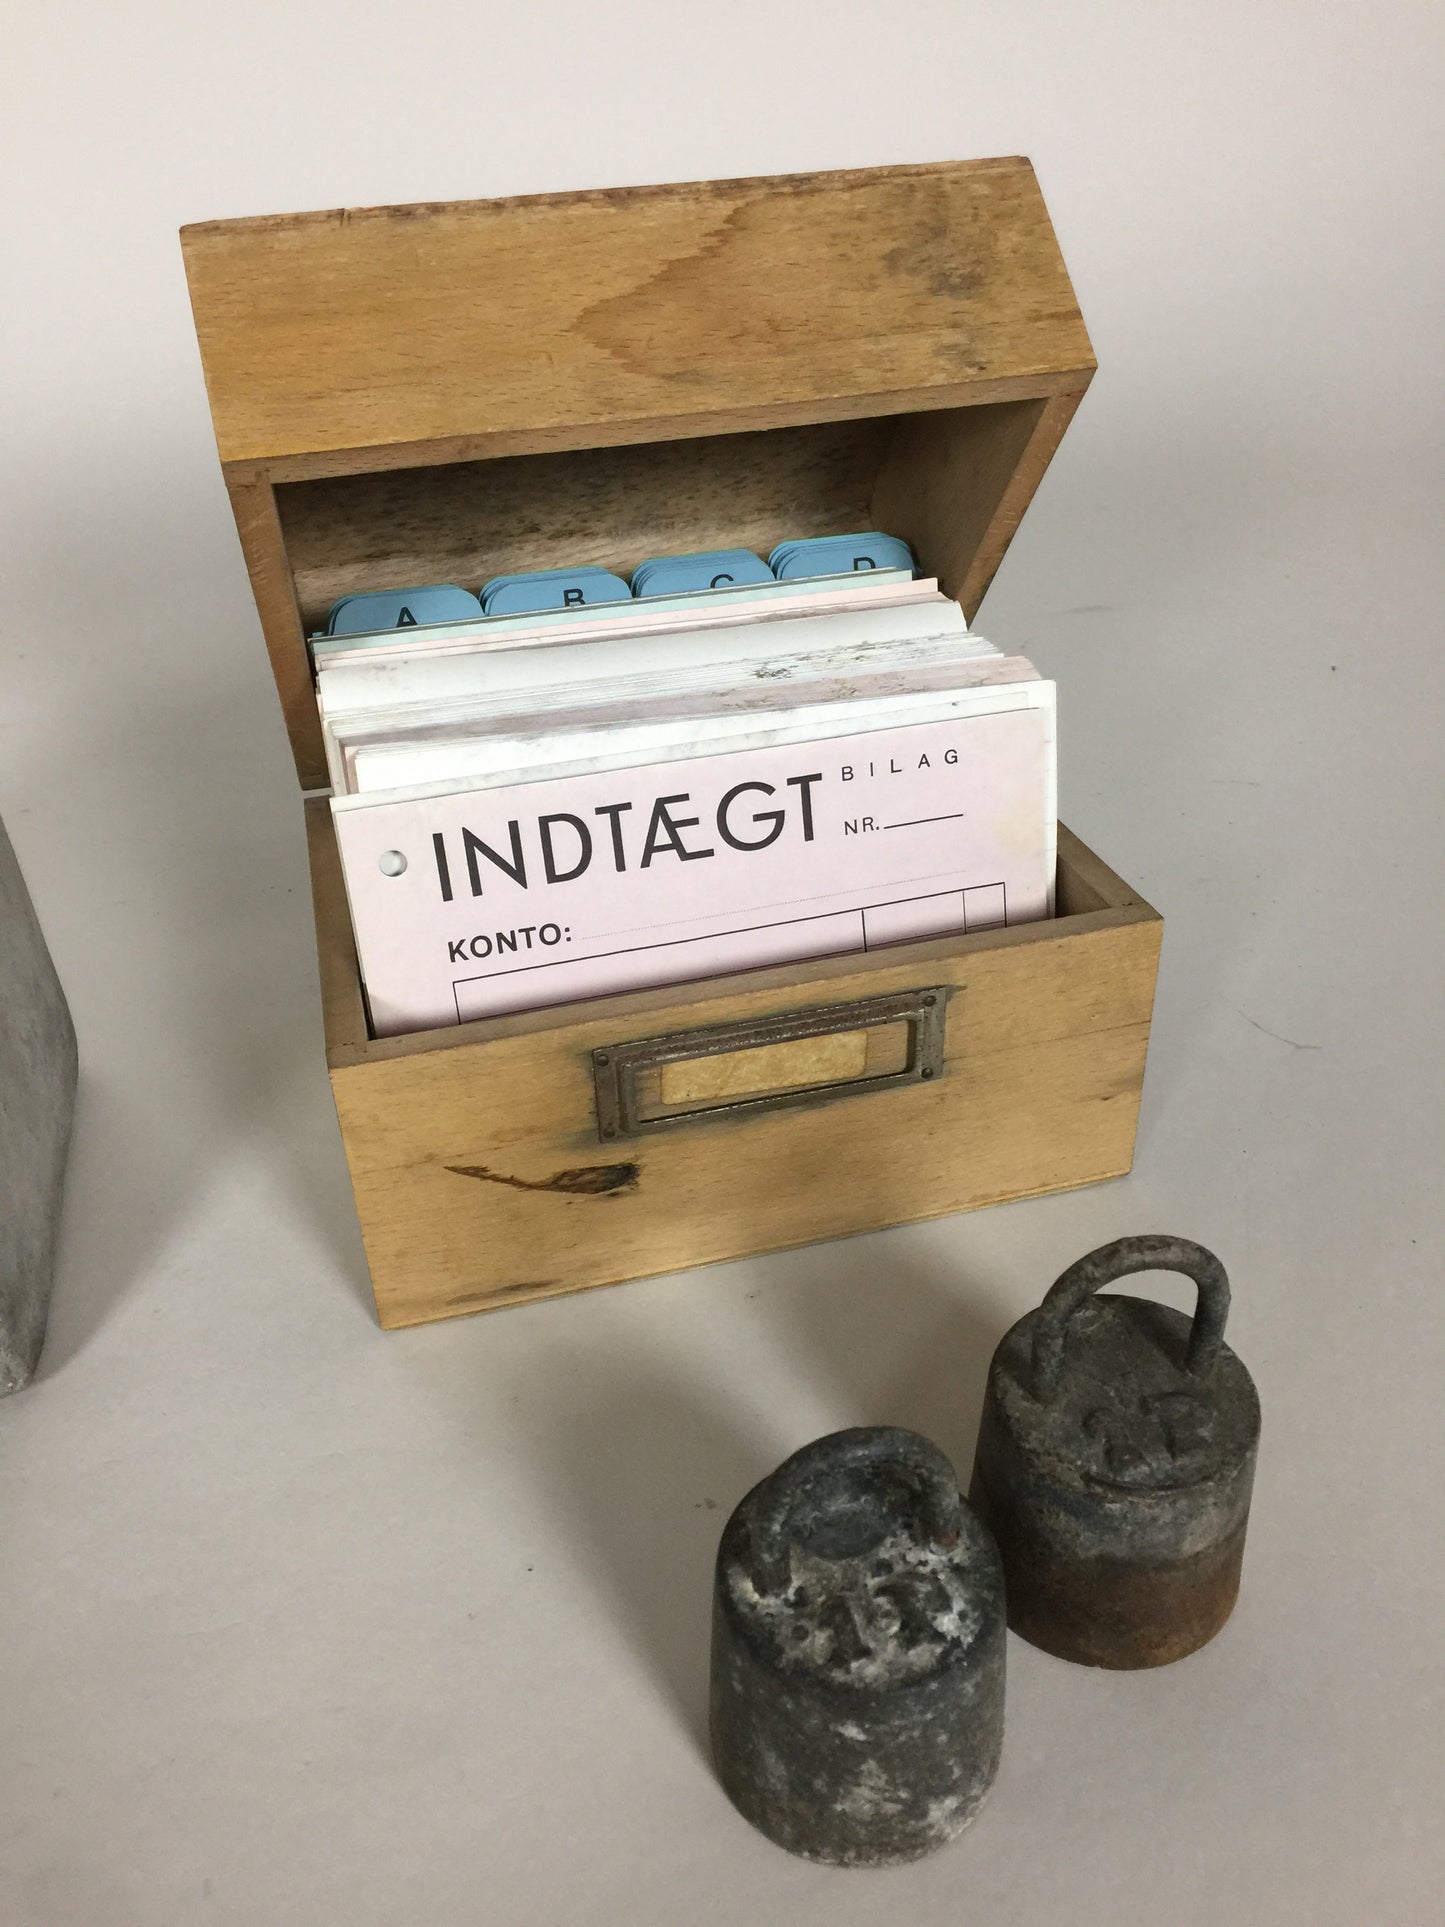 A B C D
INDTÆGT BILAG
NR.
KONTO: